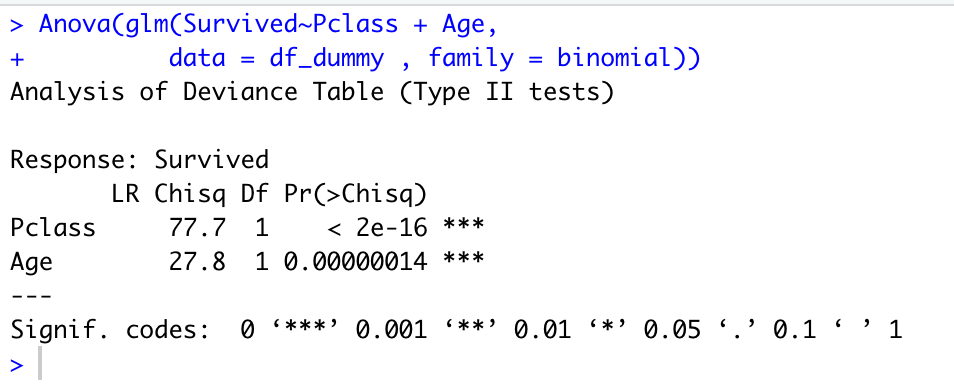 > Anova(glm(Survived~Pclass + Age,
+          data = df_dummy , family = binomial))
Analysis of Deviance Table (Type II tests)

Response: Survived
       LR Chisq Df Pr(>Chisq)
Pclass     77.7  1    < 2e-16 ***
Age        27.8  1 0.00000014 ***
---
Signif. codes:  0 ‘***’ 0.001 ‘**’ 0.01 ‘*’ 0.05 ‘.’ 0.1 ‘ ’ 1
>